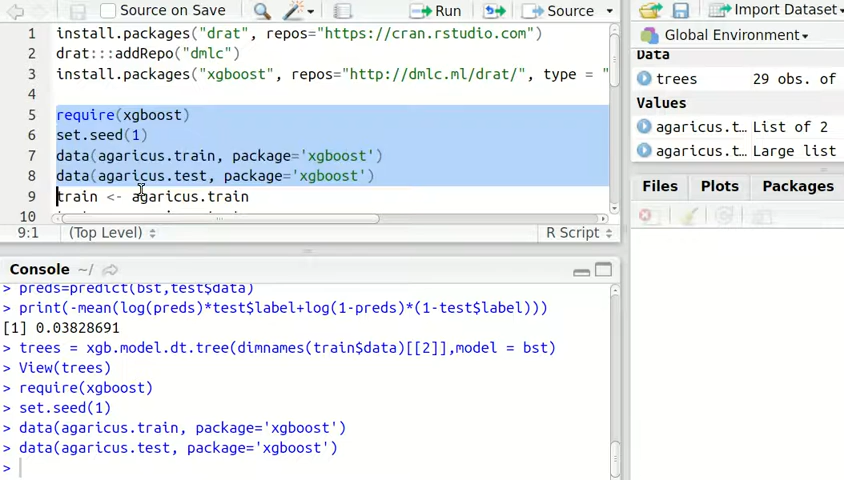 Source on Save
Run
Source
1 install.packages("drat", repos="https://cran.rstudio.com")
2 drat:::addRepo("dmlc")
3 install.packages("xgboost", repos="http://dmlc.ml/drat/", type = "
4
5 require(xgboost)
6 set.seed(1)
7 data(agaricus.train, package='xgboost')
8 data(agaricus.test, package='xgboost')
9 train <- agaricus.train
10
9:1 (Top Level) R Script
Console ~/
> preds=predict(bst,test$data)
> print(-mean(log(preds)*test$label+log(1-preds)*(1-test$label)))
[1] 0.03828691
> trees = xgb.model.dt.tree(dimnames(train$data)[[2]],model = bst)
> View(trees)
> require(xgboost)
> set.seed(1)
> data(agaricus.train, package='xgboost')
> data(agaricus.test, package='xgboost')
>
Import Dataset
Global Environment
Data
trees 29 obs. of
Values
agaricus.t… List of 2
agaricus.t… Large list
Files Plots Packages